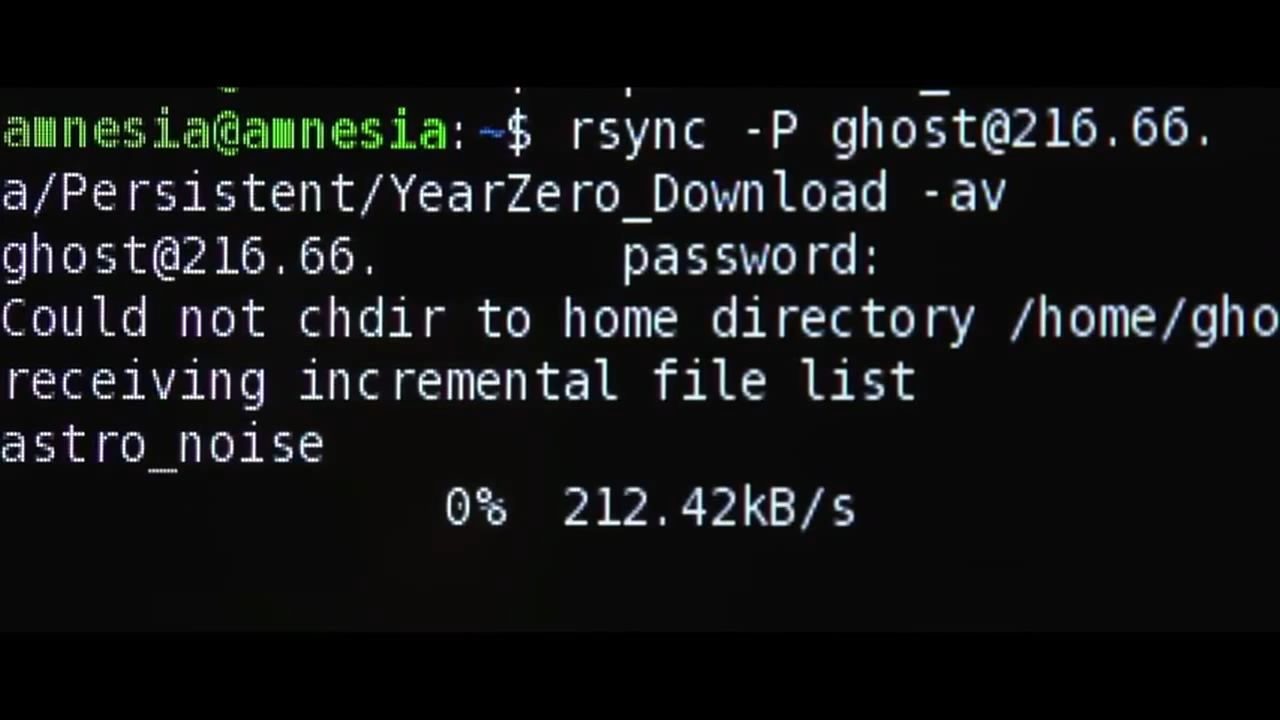 amnesia@amnesia:~$ rsync -P ghost@216.66.
a/Persistent/YearZero_Download -av
ghost@216.66. password:
Could not chdir to home directory /home/gho
receiving incremental file list
astro_noise
0% 212.42kB/s